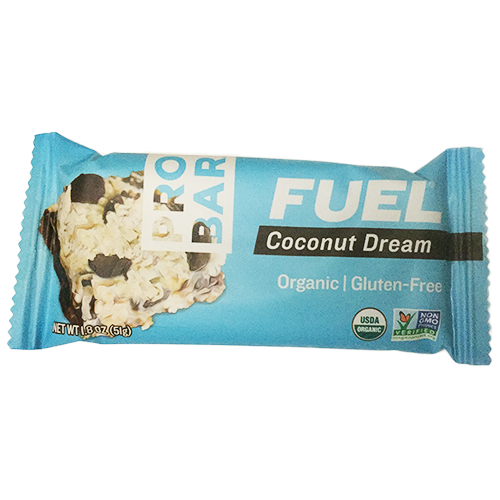 PRO
BAR
FUEL
Coconut Dream
Organic | Gluten-Free
USDA
ORGANIC
NON
GMO
VERIFIED
NET WT 1.8 OZ (51g)